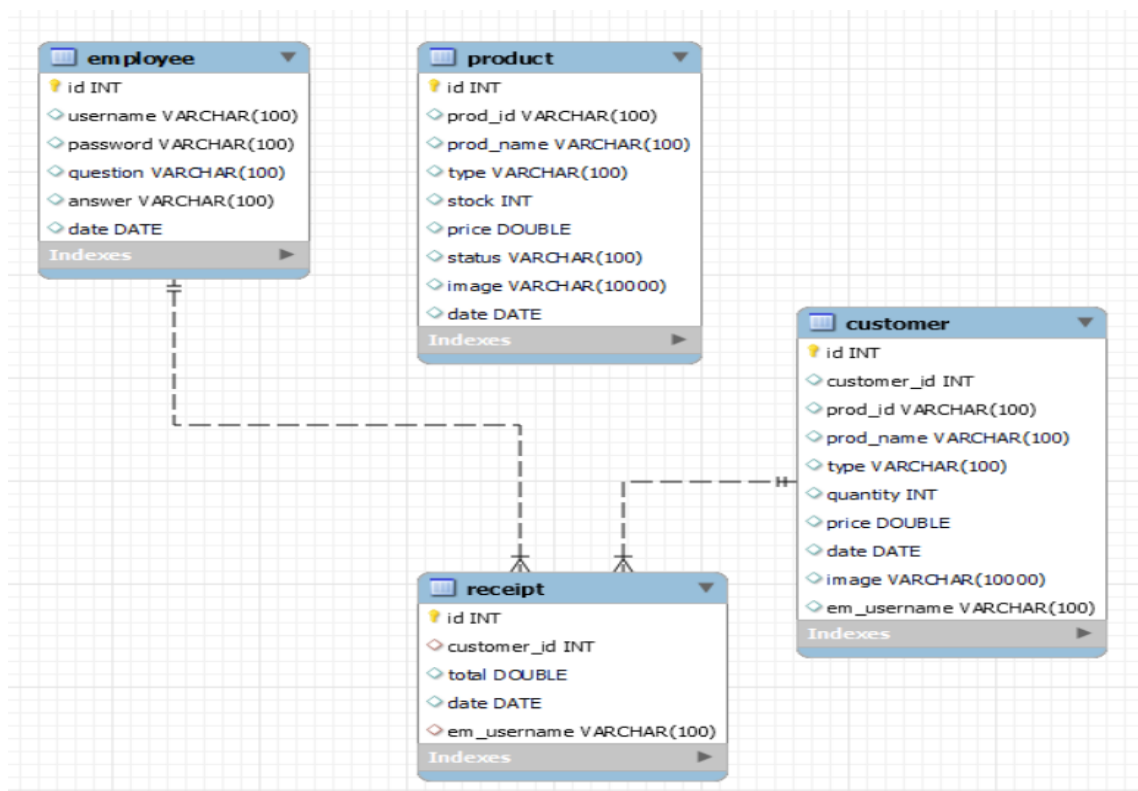 employee
id INT
username VARCHAR(100)
password VARCHAR(100)
question VARCHAR(100)
answer VARCHAR(100)
date DATE
Indexes
product
id INT
prod_id VARCHAR(100)
prod_name VARCHAR(100)
type VARCHAR(100)
stock INT
price DOUBLE
status VARCHAR(100)
image VARCHAR(10000)
date DATE
Indexes
customer
id INT
customer_id INT
prod_id VARCHAR(100)
prod_name VARCHAR(100)
type VARCHAR(100)
quantity INT
price DOUBLE
date DATE
image VARCHAR(10000)
em_username VARCHAR(100)
Indexes
receipt
id INT
customer_id INT
total DOUBLE
date DATE
em_username VARCHAR(100)
Indexes